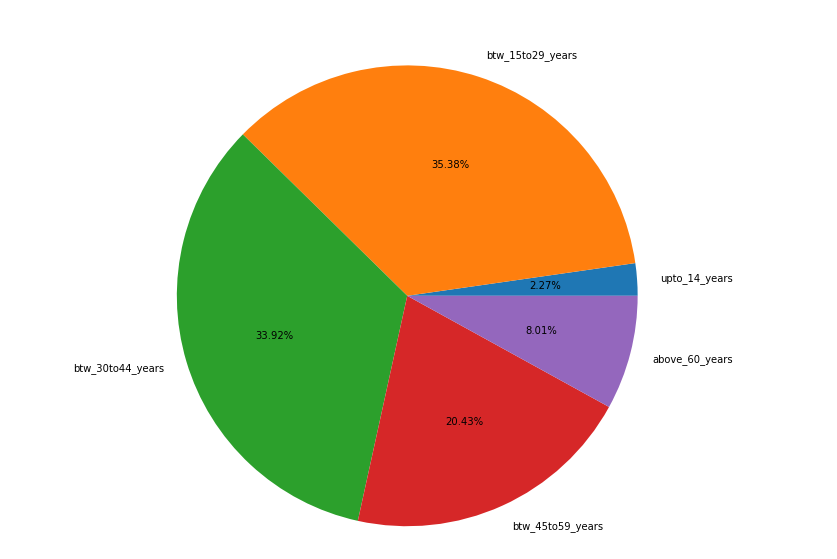 btw_15to29_years
35.38%
upto_14_years
2.27%
33.92%
8.01%
above_60_years
btw_30to44_years
20.43%
btw_45to59_years